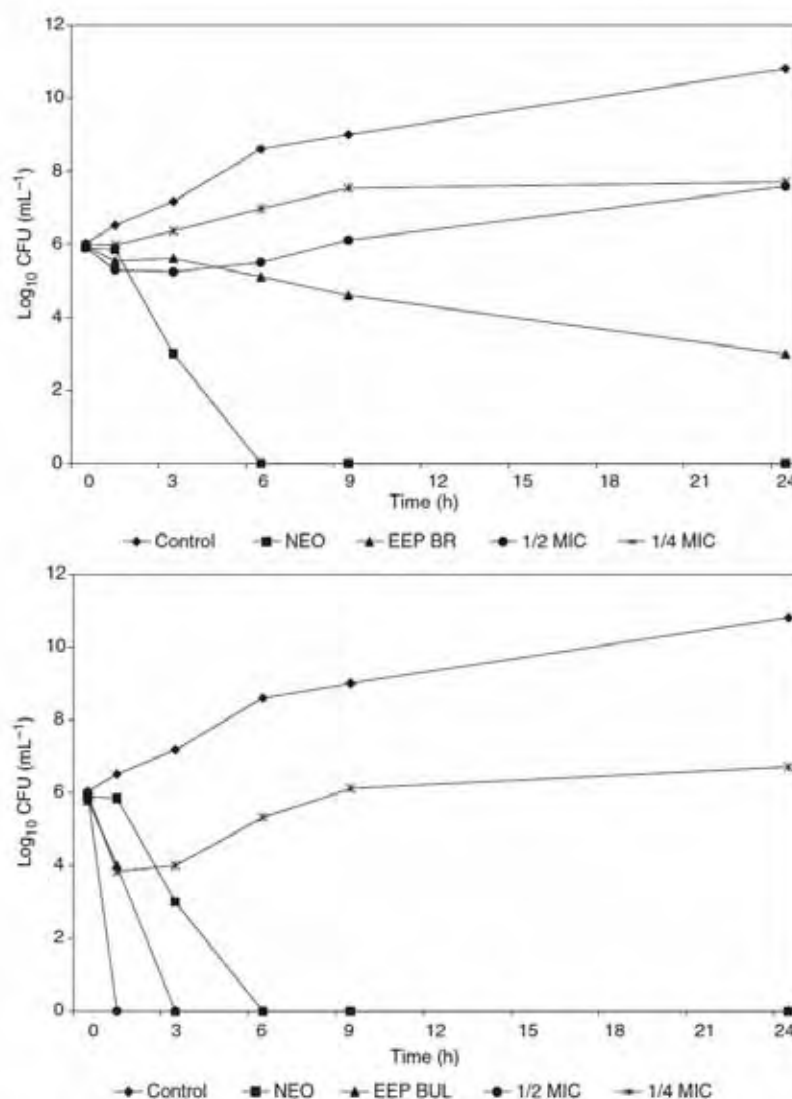 12
10
8
6
4
2
0
Log₁₀ CFU (mL⁻¹)
0 3 6 9 12 15 18 21 24
Time (h)
Control NEO EEP BR 1/2 MIC 1/4 MIC
12
10
8
6
4
2
0
Log₁₀ CFU (mL⁻¹)
0 3 6 9 12 15 18 21 24
Time (h)
Control NEO EEP BUL 1/2 MIC 1/4 MIC